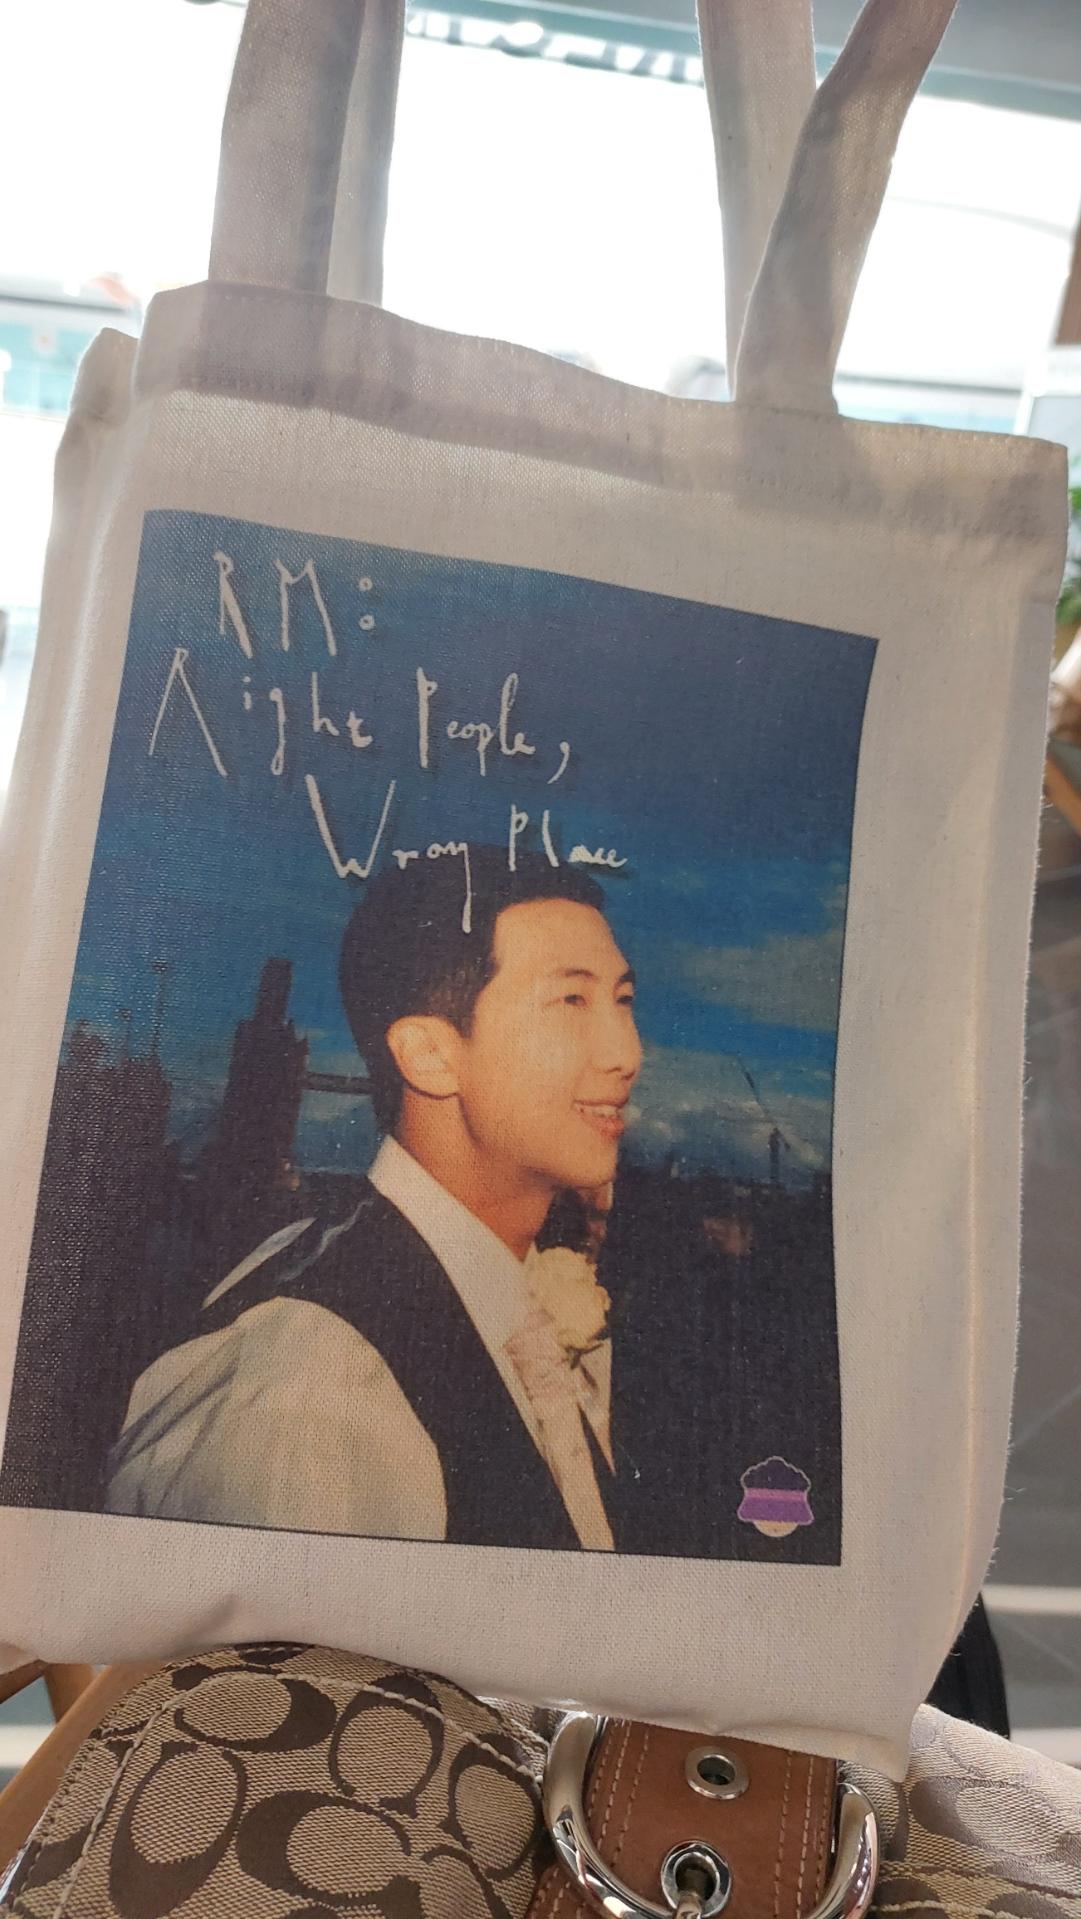 RM:
Right People,
Wrong Place